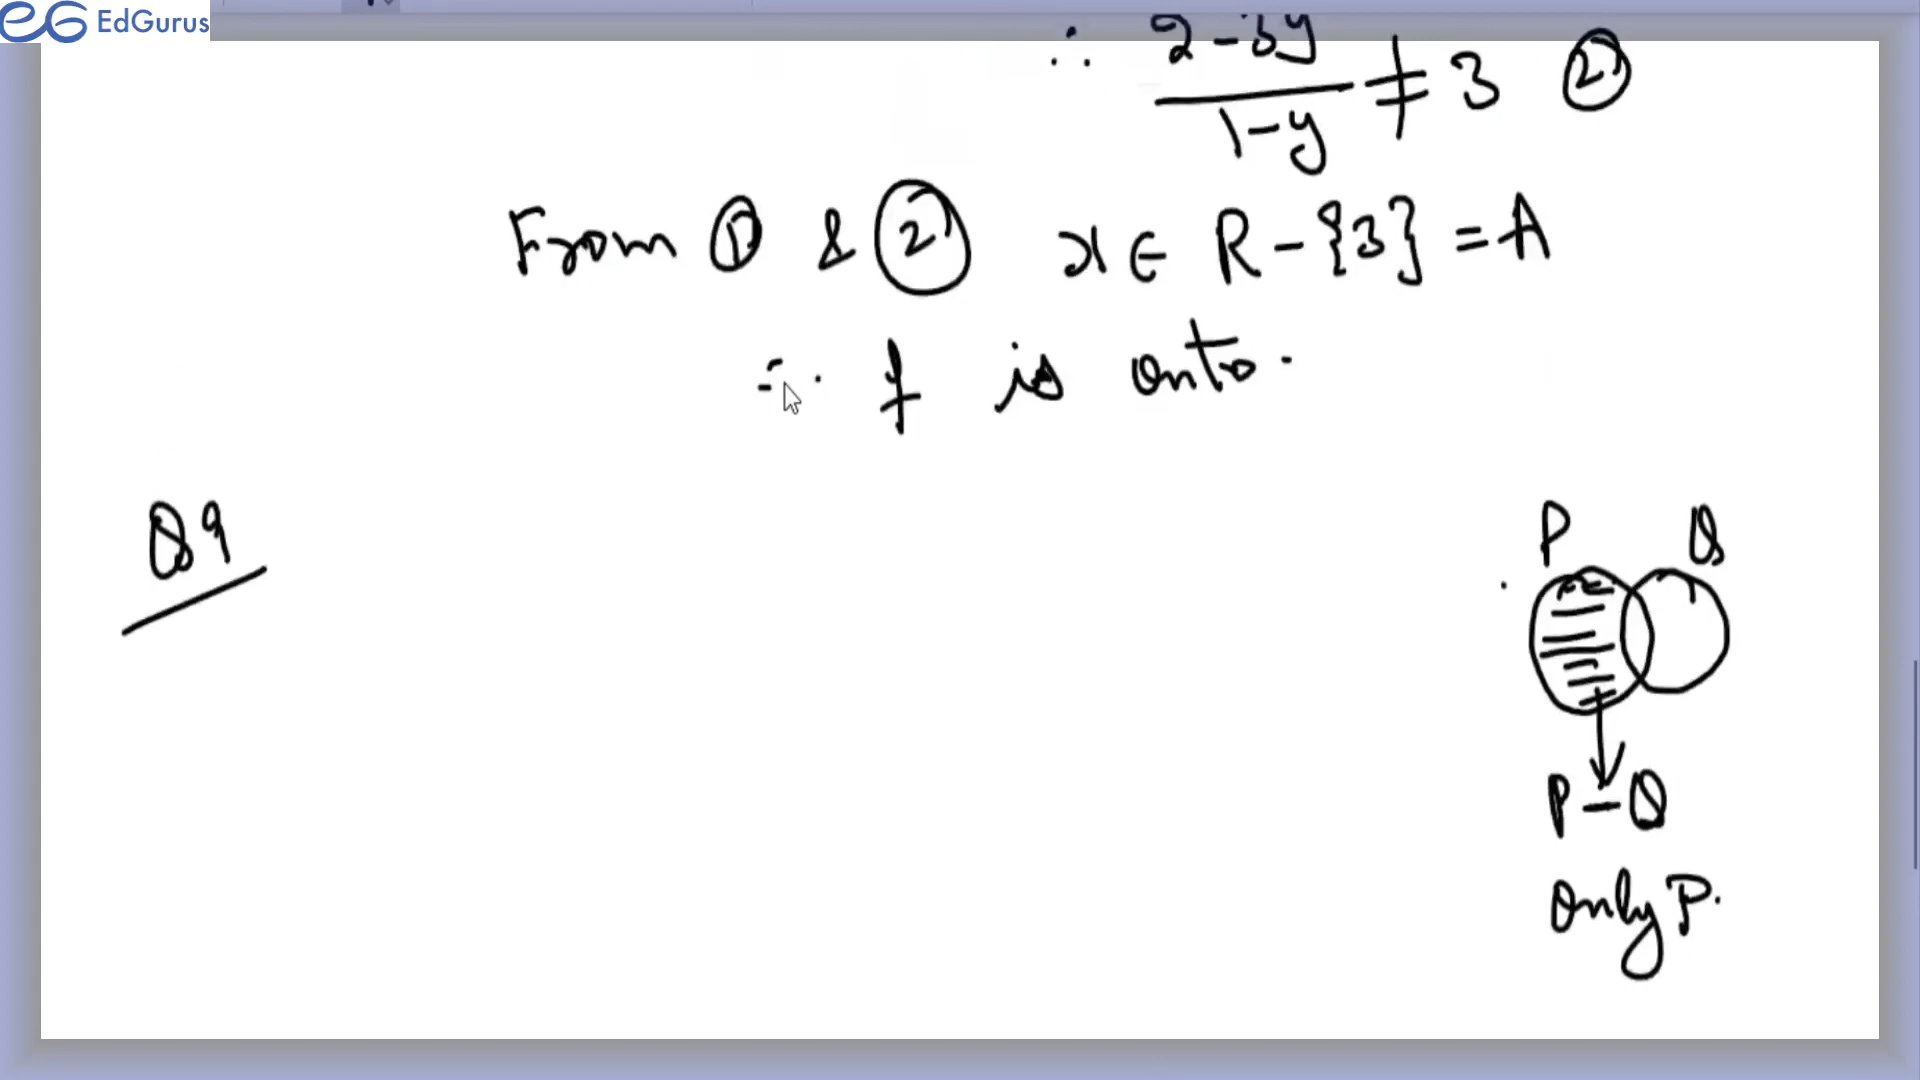 EdGurus
∴ 2-3y / 1-y ≠ 3 ②
From ① & ② x ∈ R - {3} = A
∴ f is onto.
Q9
P Q
P - Q
only P.